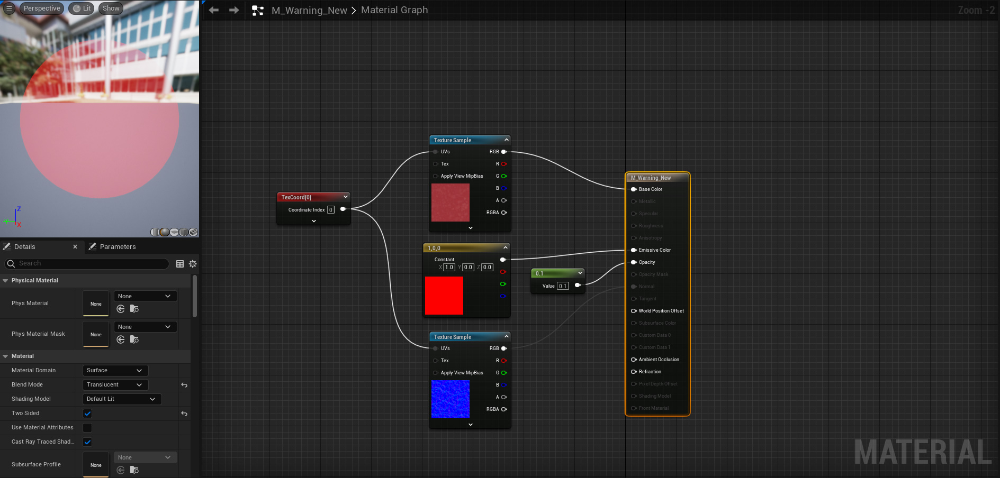 Perspective
Lit
Show
M_Warning_New
Material Graph
Zoom -2
Z
Y
X
Details
Parameters
Search
Physical Material
Phys Material
None
None
Phys Material Mask
None
None
Material
Material Domain
Surface
Blend Mode
Translucent
Shading Model
Default Lit
Two Sided
Use Material Attributes
Cast Ray Traced Shad...
Subsurface Profile
None
None
TexCoord[0]
Coordinate Index 0
Texture Sample
UVs RGB
Tex R
Apply View MipBias G
B
A
RGBA
1,0,0
Constant
X 1.0 Y 0.0 Z 0.0
0.1
Value 0.1
Texture Sample
UVs RGB
Tex R
Apply View MipBias G
B
A
RGBA
M_Warning_New
Base Color
Metallic
Specular
Roughness
Anisotropy
Emissive Color
Opacity
Opacity Mask
Normal
Tangent
World Position Offset
Subsurface Color
Custom Data 0
Custom Data 1
Ambient Occlusion
Refraction
Pixel Depth Offset
Shading Model
Front Material
MATERIAL